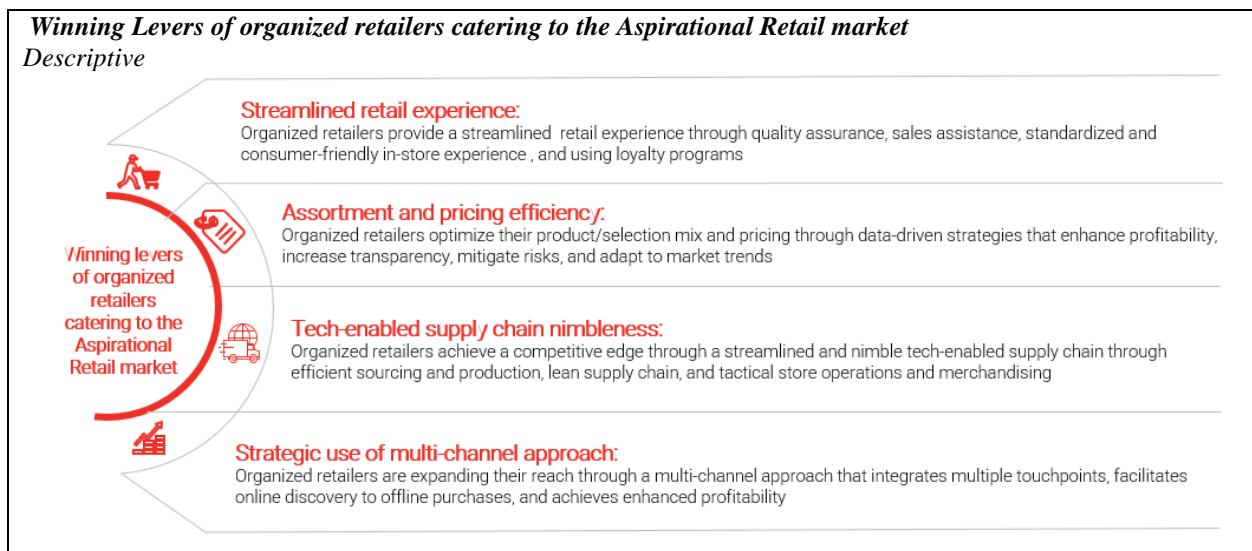 Winning Levers of organized retailers catering to the Aspirational Retail market
Descriptive
Streamlined retail experience:
Organized retailers provide a streamlined retail experience through quality assurance, sales assistance, standardized and
consumer-friendly in-store experience , and using loyalty programs
Assortment and pricing efficiency:
Organized retailers optimize their product/selection mix and pricing through data-driven strategies that enhance profitability,
increase transparency, mitigate risks, and adapt to market trends
Winning levers
of organized
retailers
catering to the
Aspirational
Retail market
Tech-enabled supply chain nimbleness:
Organized retailers achieve a competitive edge through a streamlined and nimble tech-enabled supply chain through
efficient sourcing and production, lean supply chain, and tactical store operations and merchandising
Strategic use of multi-channel approach:
Organized retailers are expanding their reach through a multi-channel approach that integrates multiple touchpoints, facilitates
online discovery to offline purchases, and achieves enhanced profitability